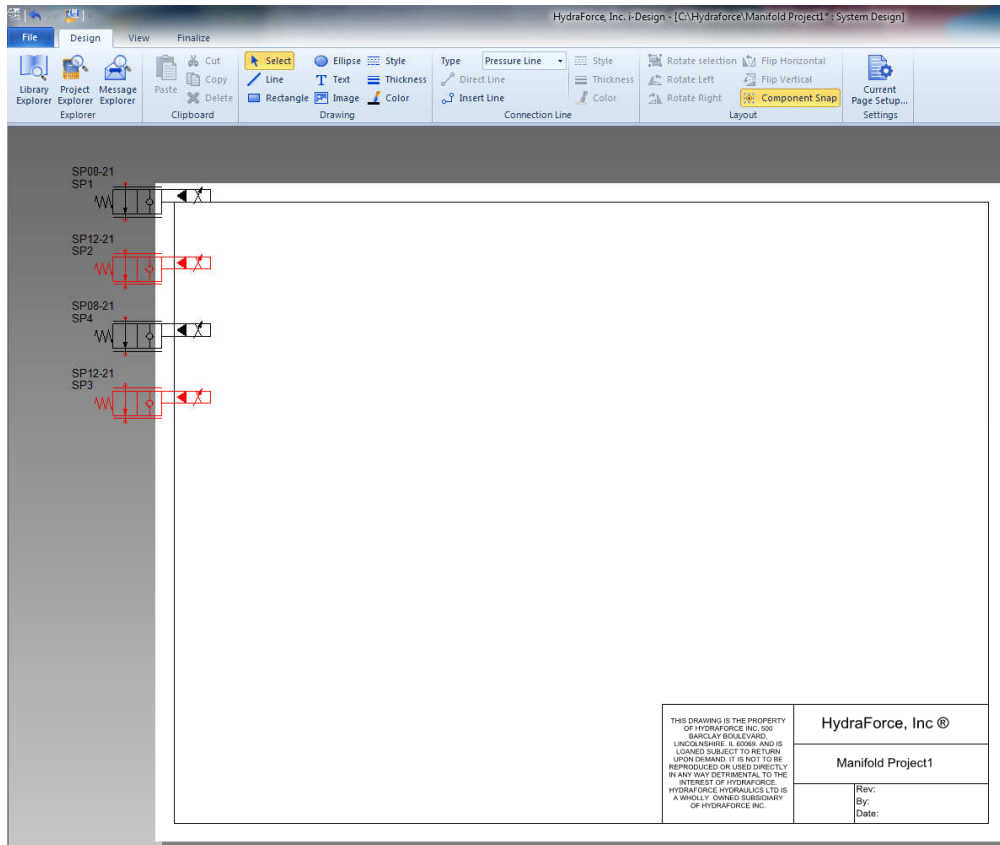 HydraForce, Inc. i-Design - [C:\Hydraforce\Manifold Project1* : System Design]
File Design View Finalize
Library Explorer
Project Explorer
Message Explorer
Explorer
Paste
Cut
Copy
Delete
Clipboard
Select Ellipse Style
Line Text Thickness
Rectangle Image Color
Drawing
Type Pressure Line Style
Direct Line Thickness
Insert Line Color
Connection Line
Rotate selection Flip Horizontal
Rotate Left Flip Vertical
Rotate Right Component Snap
Layout
Current
Page Setup...
Settings
SP08-21
SP1
SP12-21
SP2
SP08-21
SP4
SP12-21
SP3
THIS DRAWING IS THE PROPERTY
OF HYDRAFORCE INC. 500
BARCLAY BOULEVARD,
LINCOLNSHIRE. IL 60069. AND IS
LOANED SUBJECT TO RETURN
UPON DEMAND. IT IS NOT TO BE
REPRODUCED OR USED DIRECTLY
IN ANY WAY DETRIMENTAL TO THE
INTEREST OF HYDRAFORCE.
HYDRAFORCE HYDRAULICS LTD IS
A WHOLLY OWNED SUBSIDIARY
OF HYDRAFORCE INC.
HydraForce, Inc ®
Manifold Project1
Rev:
By:
Date: